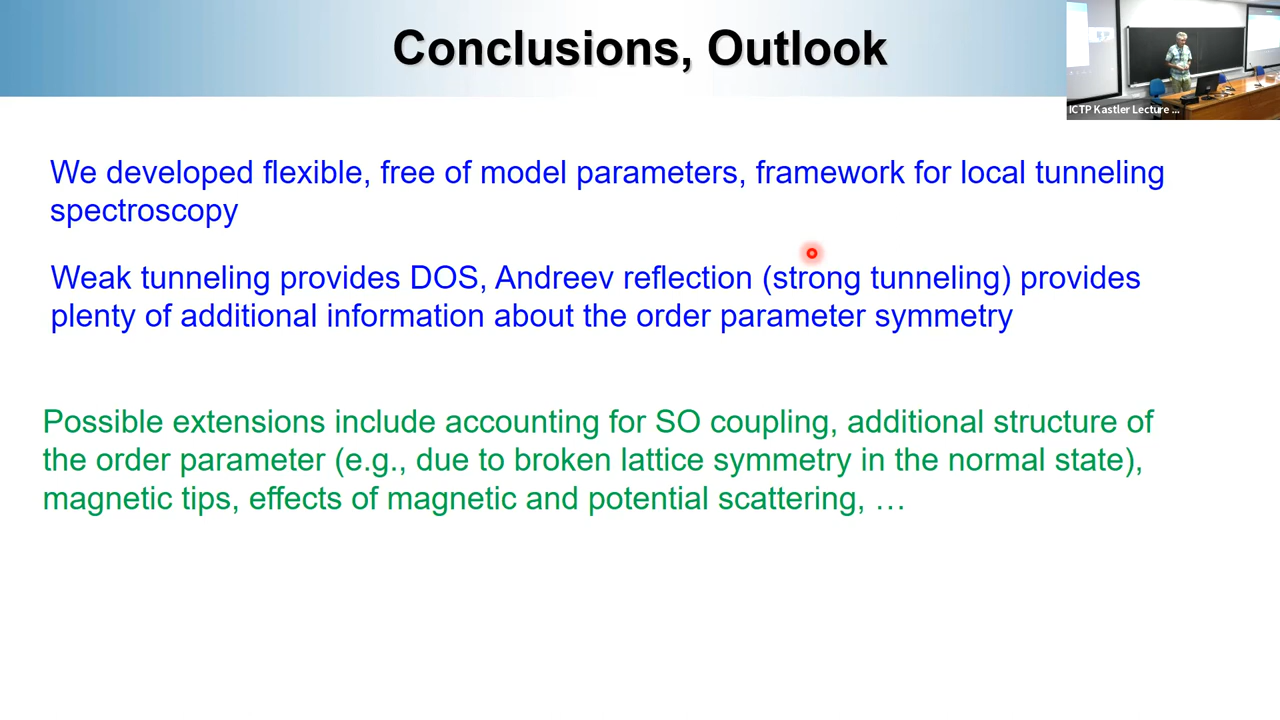 Conclusions, Outlook
ICTP Kastler Lecture ...
We developed flexible, free of model parameters, framework for local tunneling
spectroscopy
Weak tunneling provides DOS, Andreev reflection (strong tunneling) provides
plenty of additional information about the order parameter symmetry
Possible extensions include accounting for SO coupling, additional structure of
the order parameter (e.g., due to broken lattice symmetry in the normal state),
magnetic tips, effects of magnetic and potential scattering, …